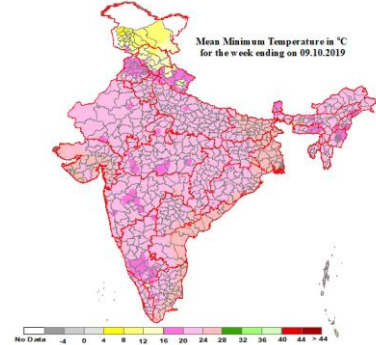 Mean Minimum Temperature in °C
for the week ending on 09.10.2019
No Data -4 0 4 8 12 16 20 24 28 32 36 40 44 > 44